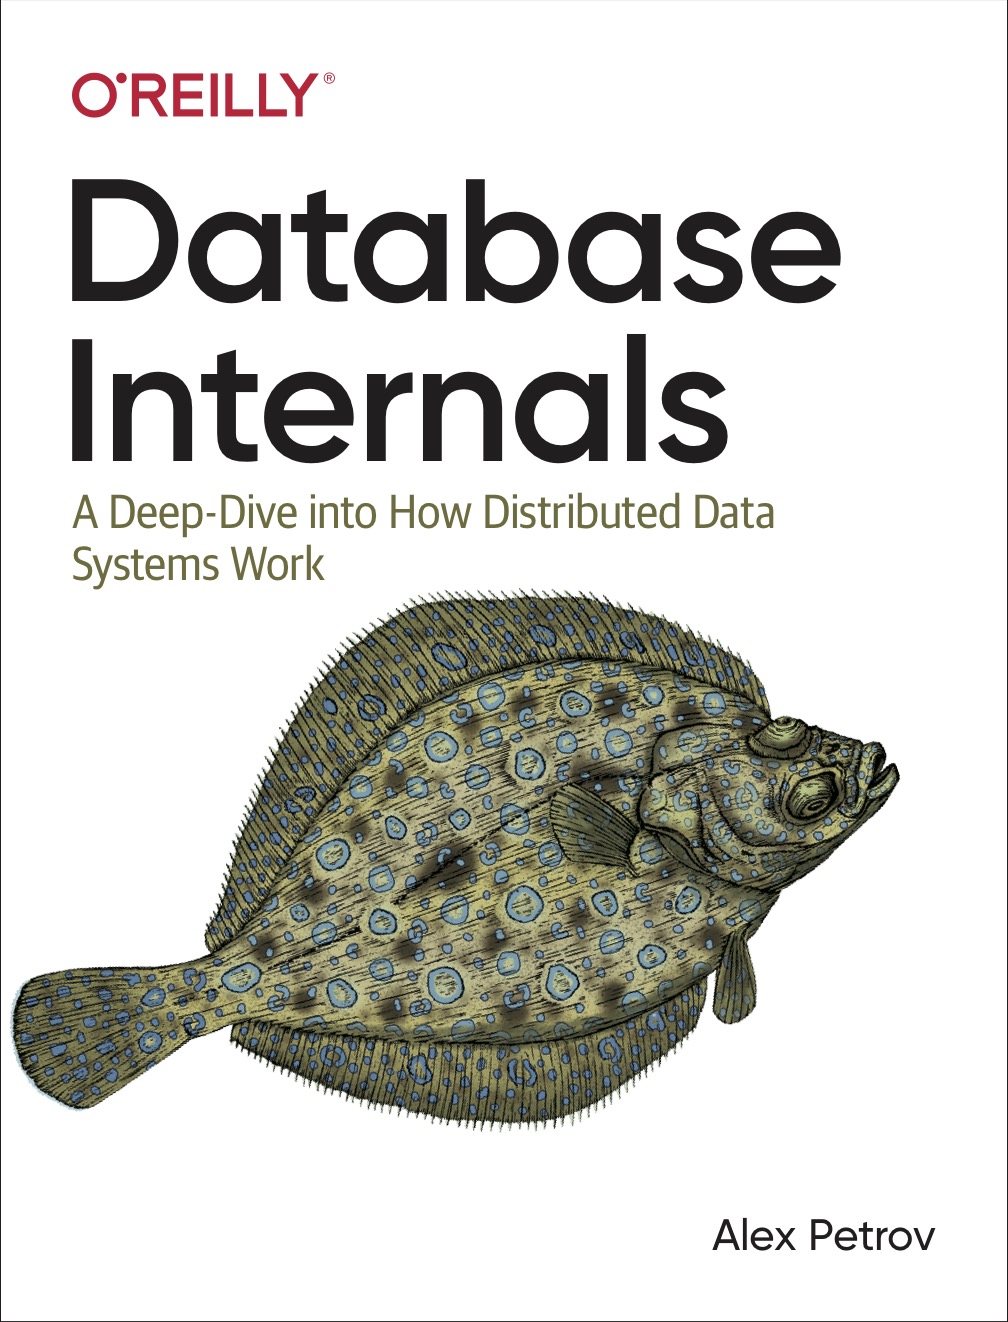 O'REILLY®
Database
Internals
A Deep-Dive into How Distributed Data
Systems Work
Alex Petrov